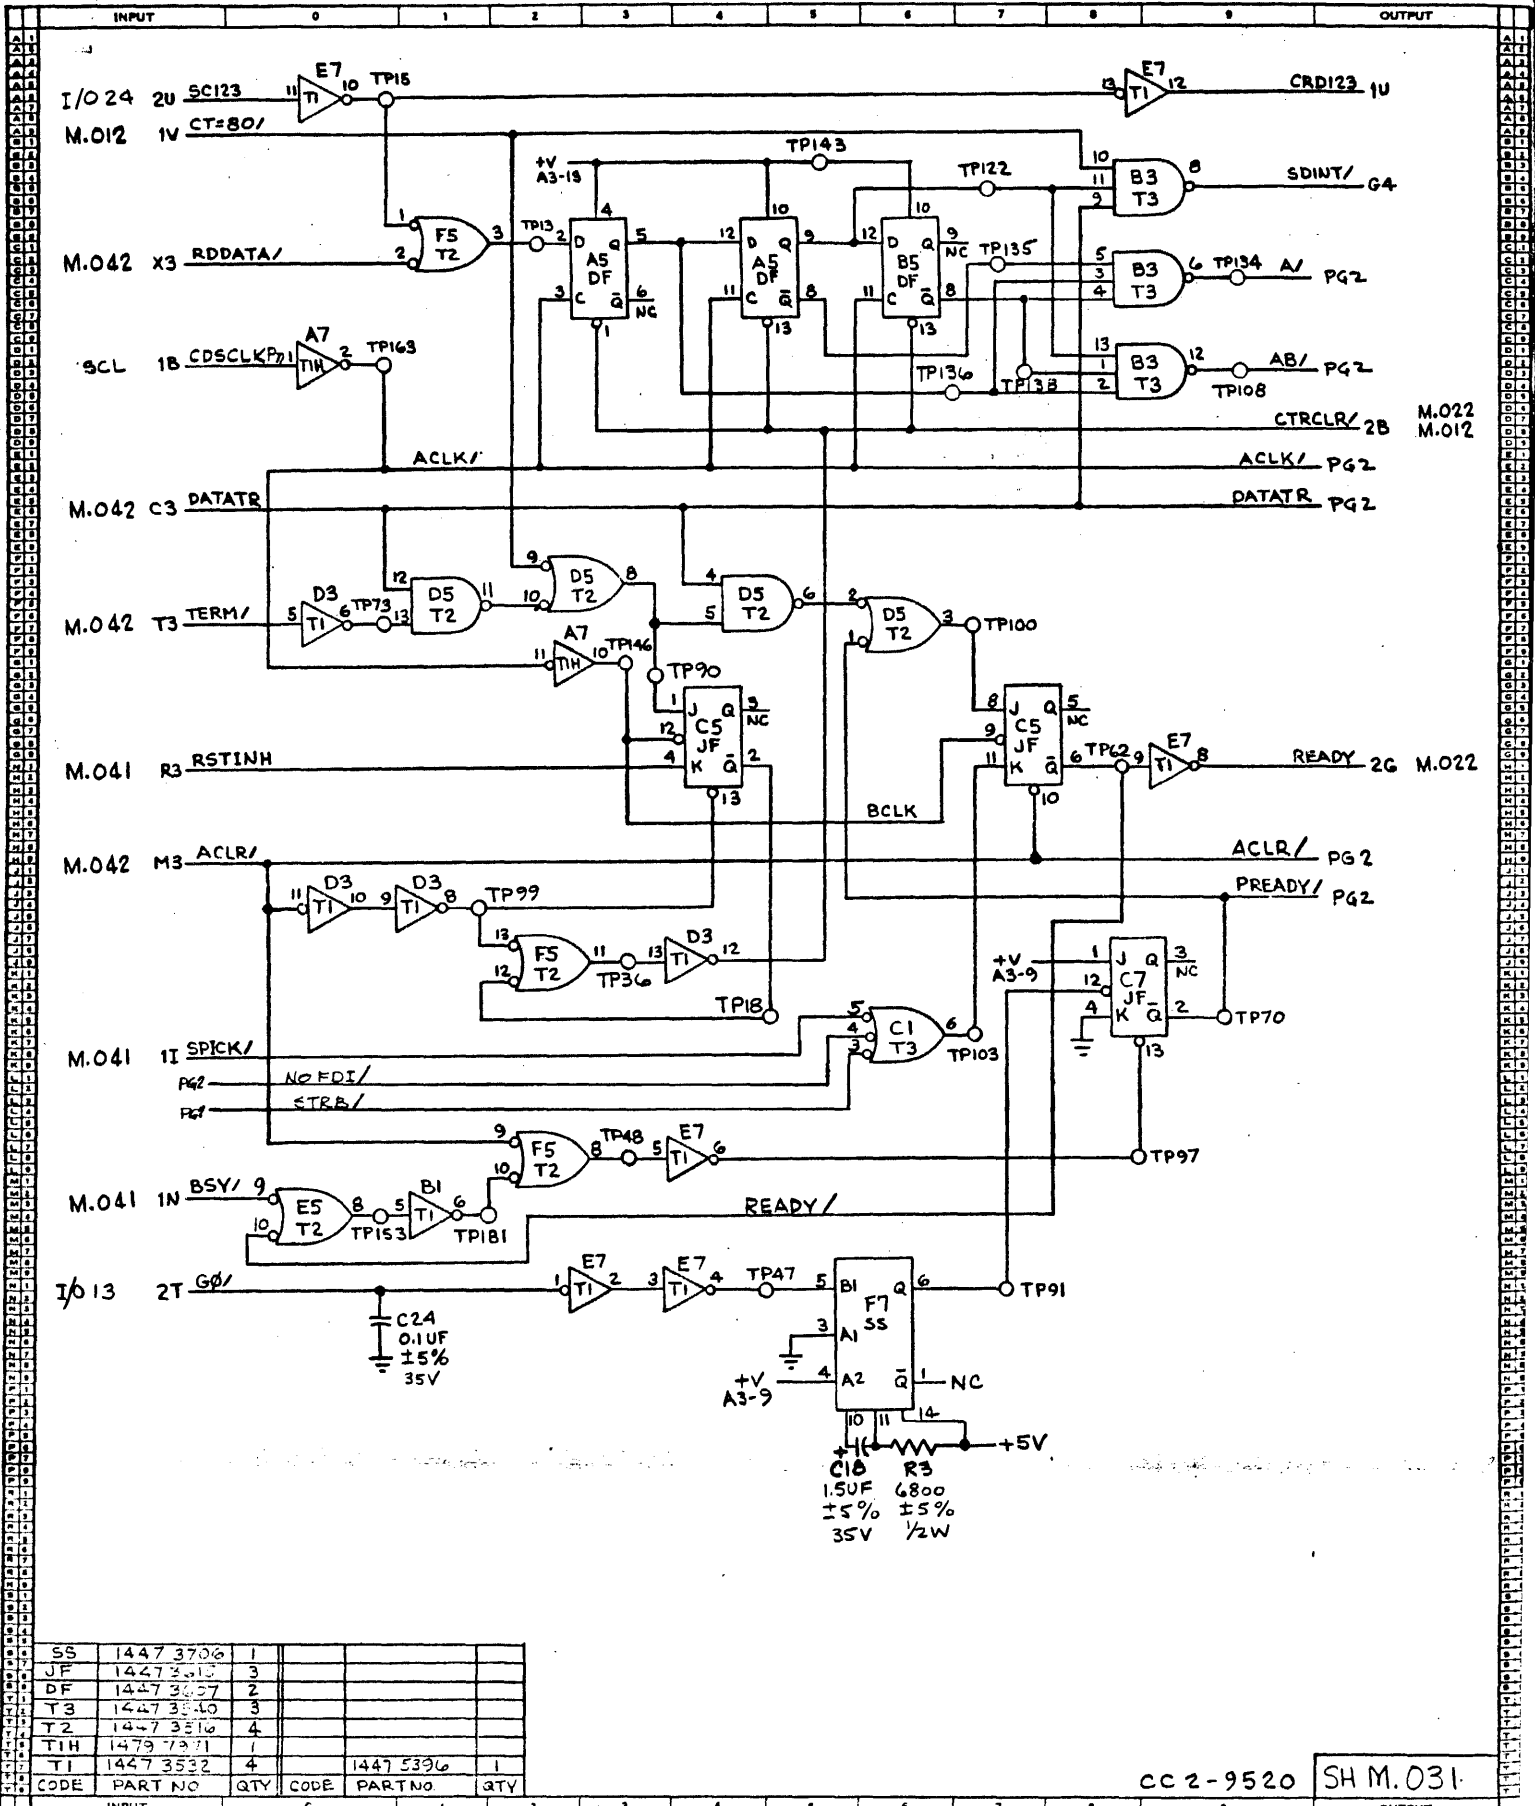 INPUT 0 1 2 3 4 5 6 7 8 9 OUTPUT
I/O 24 2U SC123 11 E7 T1 10 TP15 13 E7 T1 12 CRD123 1U
M.012 1V CT=80/
+V A3-13 TP143 TP122
10 11 9 B3 T3 8 SDINT/ G4
M.042 X3 RDDATA/ 1 2 F5 T2 3 TP13
2 D 4 Q 5 A5 DF 3 C Q̄ 6 NC 1
12 D 10 Q 9 A5 DF 11 C Q̄ 8 13
12 D 10 Q 9 NC B5 DF 11 C Q̄ 8 13
TP135 5 3 4 B3 T3 6 TP134 A/ PG2
SCL 1B CDSCLKP 1 A7 T1H 2 TP163
TP136 TP138 13 1 2 B3 T3 12 TP108 AB/ PG2
CTRCLR/ 2B M.022
M.012
ACLK/ ACLK/ PG2
M.042 C3 DATATR DATATR PG2
M.042 T3 TERM/ 5 D3 T1 6 TP73 12 13 D5 T2 11
9 10 D5 T2 8
4 5 D5 T2 6
2 1 D5 T2 3 TP100
11 A7 T1H 10 TP146 TP90
1 J Q 3 NC 12 C5 JF 4 K Q̄ 2 13
8 J Q 5 NC 9 C5 JF 11 K Q̄ 6 10
TP62 9 E7 T1 8 READY 2G M.022
M.041 R3 RSTINH
BCLK
M.042 M3 ACLR/ ACLR/ PG2
PREADY/ PG2
11 D3 T1 10 9 D3 T1 8 TP99
13 12 F5 T2 11 TP36 13 D3 T1 12
TP18
+V A3-9 1 J Q 3 NC 12 C7 JF 4 K Q̄ 2 13 TP70
M.041 1I SPICK/ 5 4 3 C1 T3 6 TP103
PG2 NO FDI/
STRB/
9 10 F5 T2 8 TP48 5 E7 T1 6 TP97
M.041 1N BSY/ 9 10 E5 T2 8 TP153 5 B1 T1 6 TP181
READY/
I/O 13 2T GØ/ 1 E7 T1 2 3 E7 T1 4 TP47 5 B1 Q 6 TP91
F7 SS
3 A1
+V A3-9 4 A2 Q̄ 1 NC
10 11 14
C24
0.1UF
±5%
35V
+5V
C18 R3
1.5UF 6800
±5% ±5%
35V 1/2W
SS 1447 3706 1
JF 3
DF 2
T3 3
T2 1447 3516 4
T1H 1
T1 1447 3532 4 1447 5396 1
CODE PART NO QTY CODE PART NO. QTY
CC 2-9520 SH M.031